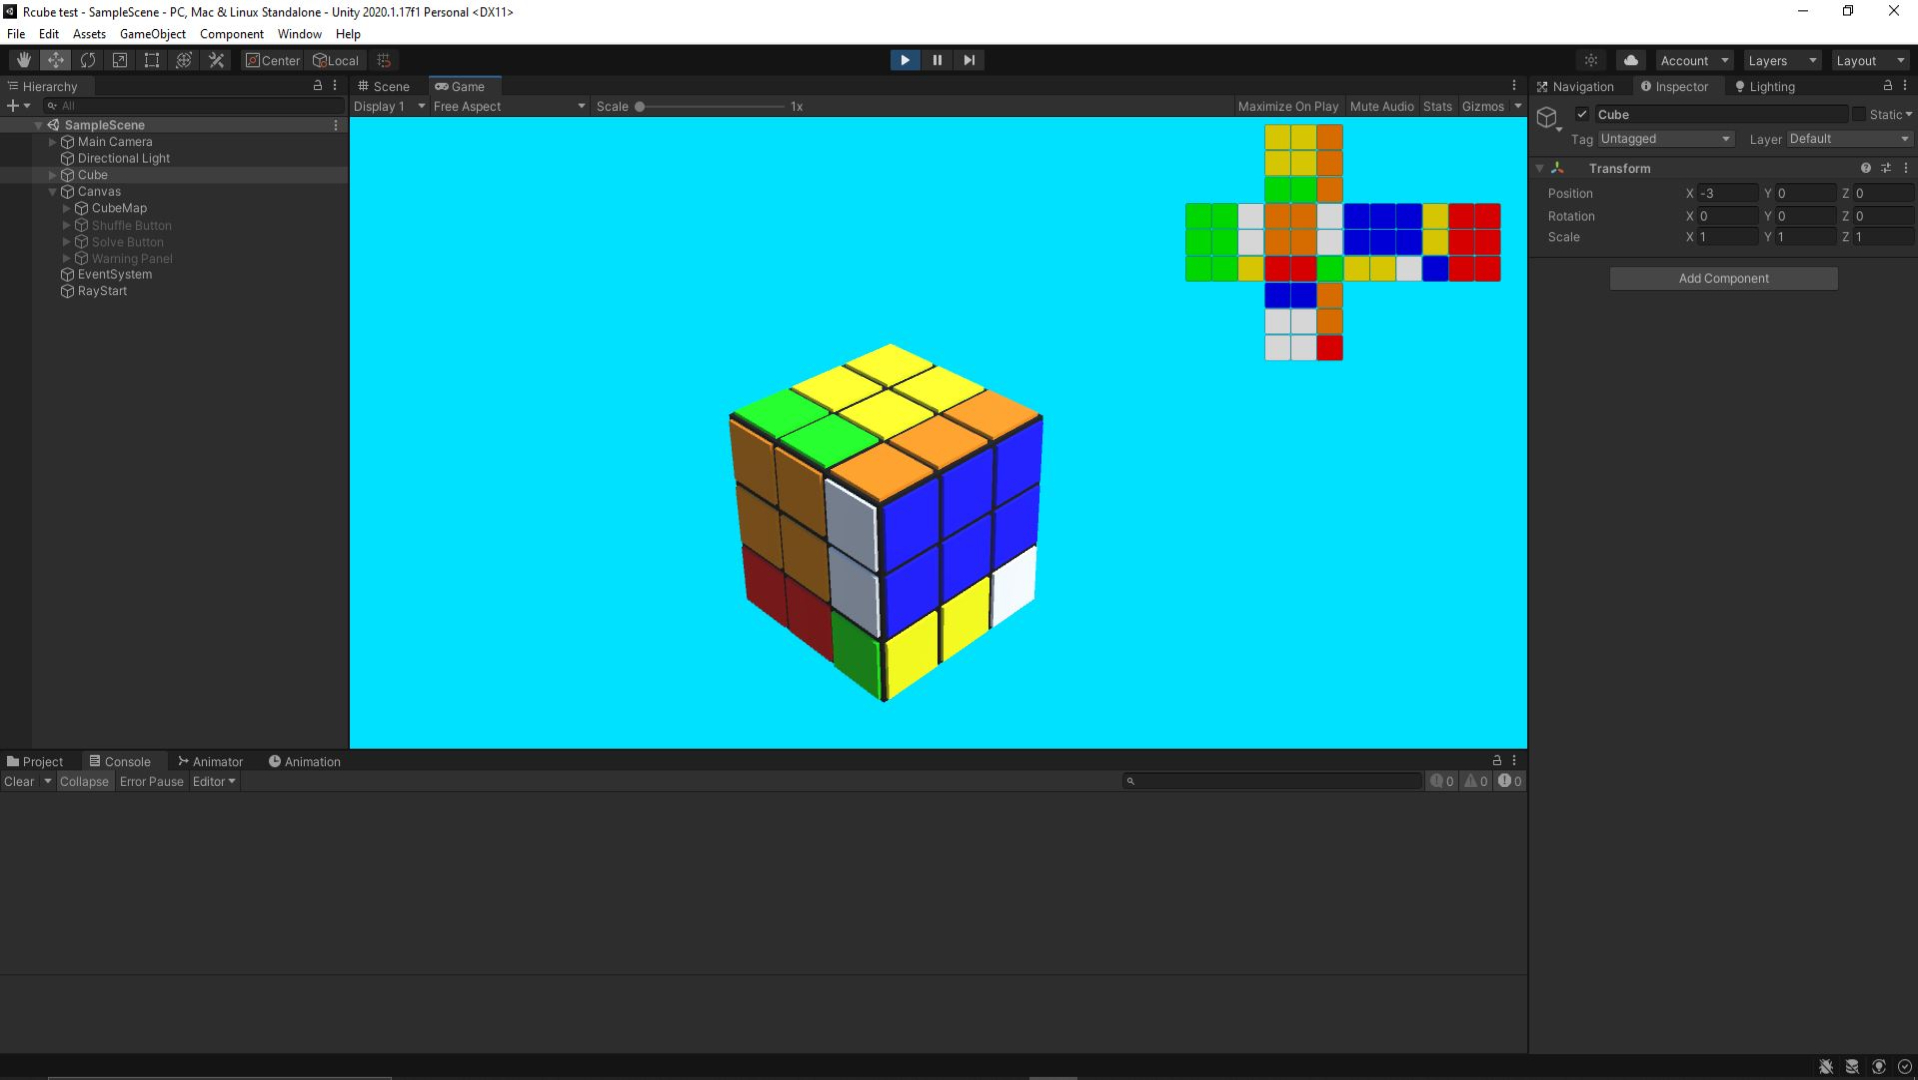 Rcube test - SampleScene - PC, Mac & Linux Standalone - Unity 2020.1.17f1 Personal <DX11>
File Edit Assets GameObject Component Window Help
Center Local Account Layers Layout
Hierarchy
All
SampleScene
Main Camera
Directional Light
Cube
Canvas
CubeMap
Shuffle Button
Solve Button
Warning Panel
EventSystem
RayStart
Scene Game
Display 1 Free Aspect Scale 1x Maximize On Play Mute Audio Stats Gizmos
Navigation Inspector Lighting
Cube Static
Tag Untagged Layer Default
Transform
Position X -3 Y 0 Z 0
Rotation X 0 Y 0 Z 0
Scale X 1 Y 1 Z 1
Add Component
Project Console Animator Animation
Clear Collapse Error Pause Editor 0 0 0